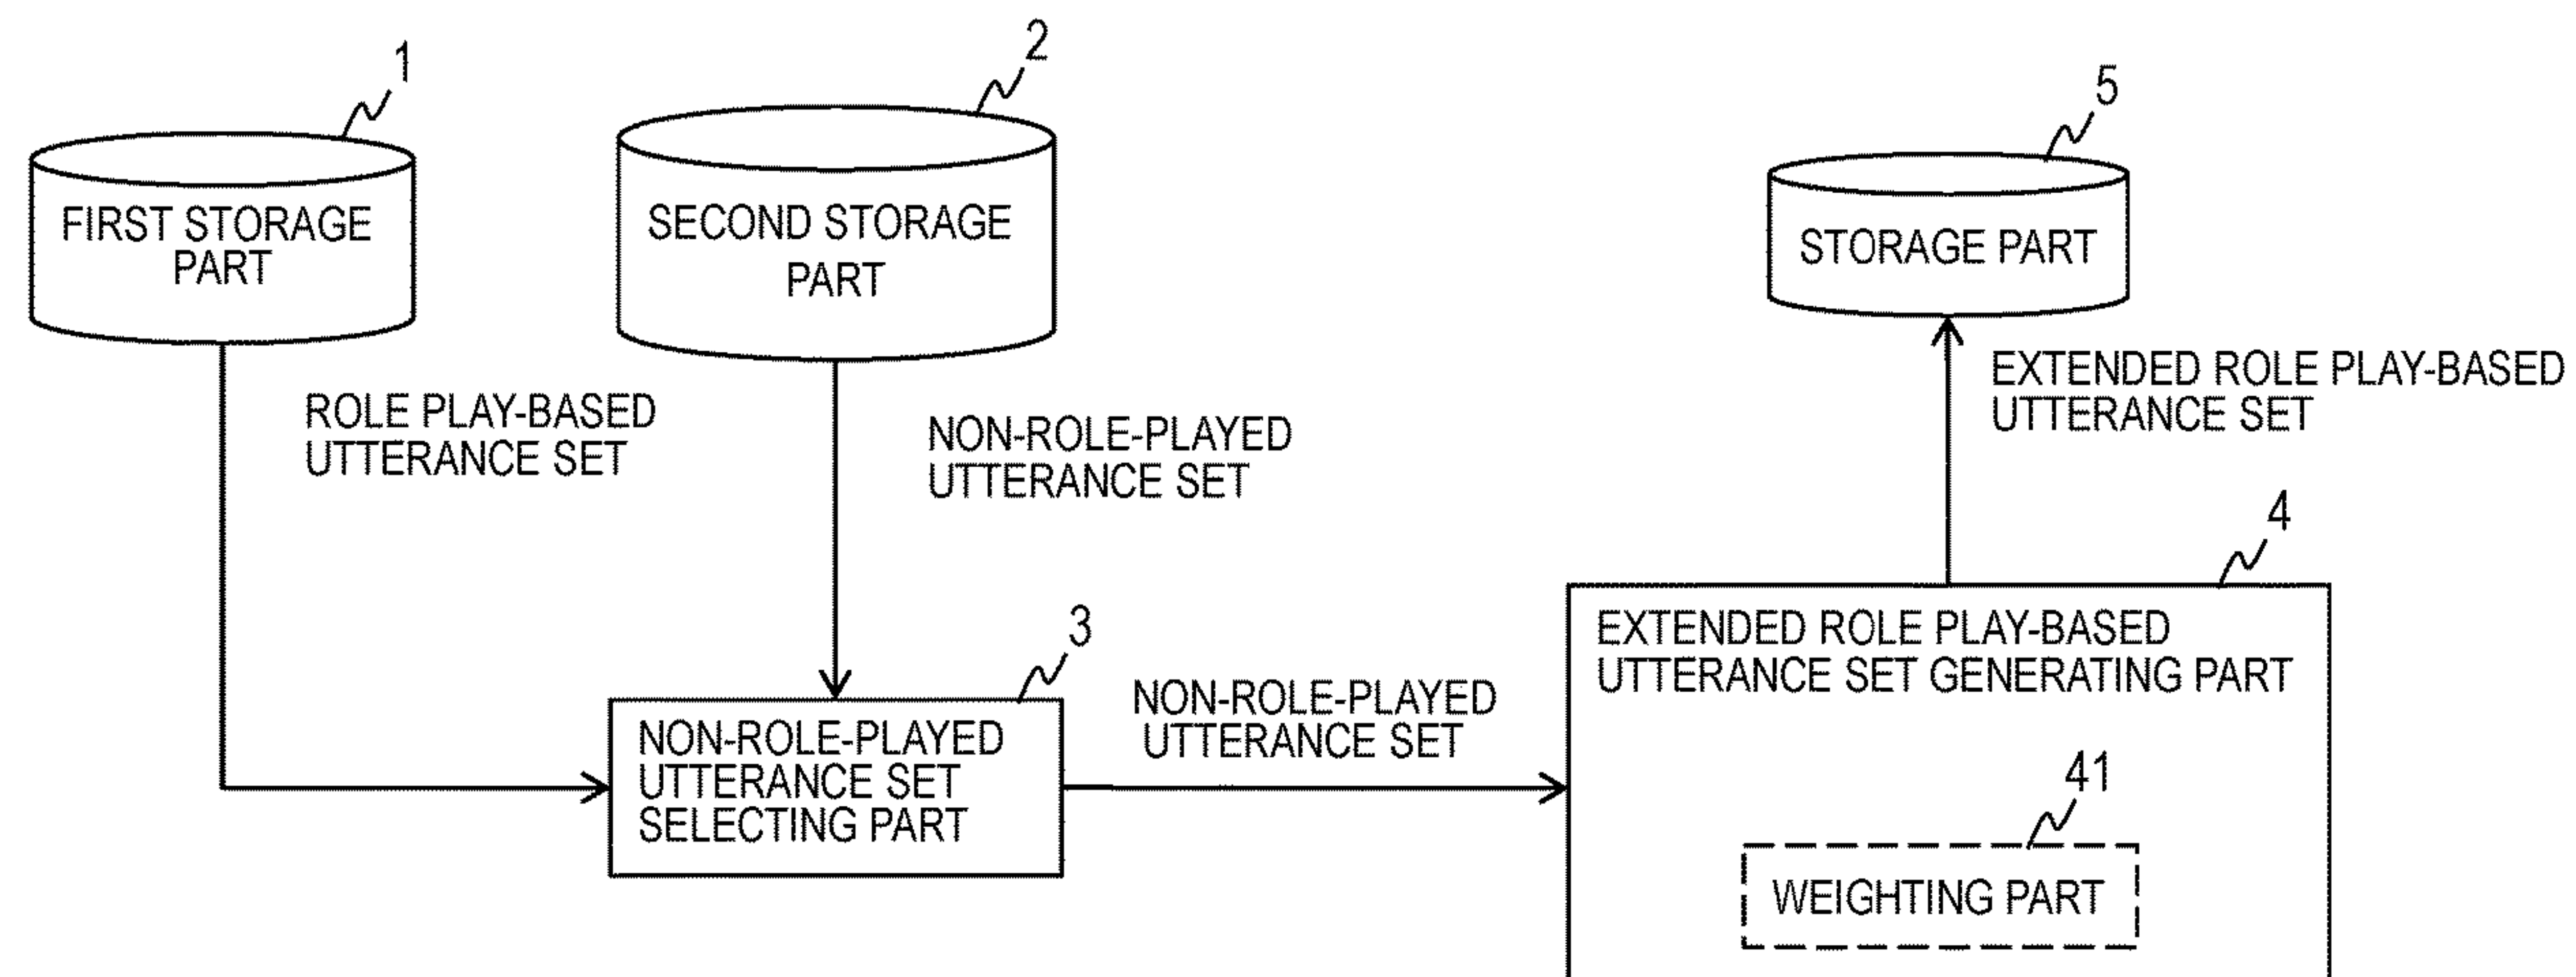 1
2
5
FIRST STORAGE
PART
SECOND STORAGE
PART
STORAGE PART
ROLE PLAY-BASED
UTTERANCE SET
NON-ROLE-PLAYED
UTTERANCE SET
EXTENDED ROLE PLAY-BASED
UTTERANCE SET
3
NON-ROLE-PLAYED
UTTERANCE SET
SELECTING PART
NON-ROLE-PLAYED
UTTERANCE SET
4
EXTENDED ROLE PLAY-BASED
UTTERANCE SET GENERATING PART
41
WEIGHTING PART